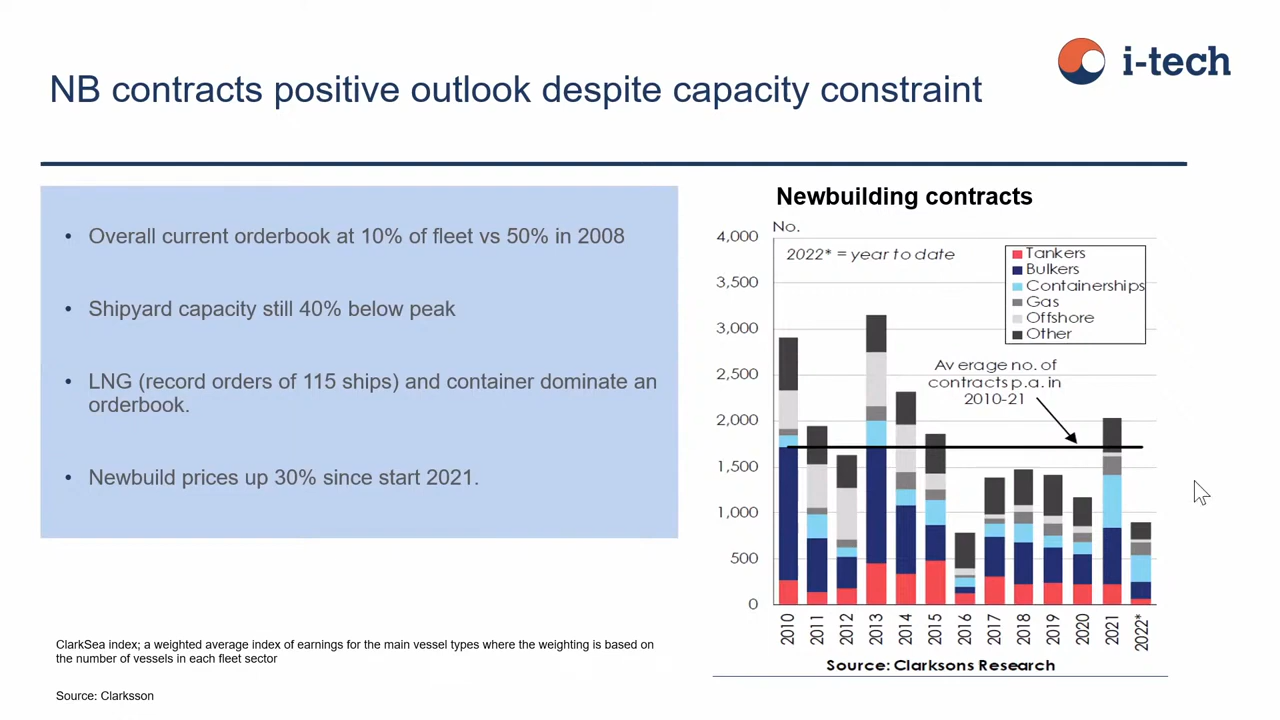 i-tech
NB contracts positive outlook despite capacity constraint
• Overall current orderbook at 10% of fleet vs 50% in 2008
• Shipyard capacity still 40% below peak
• LNG (record orders of 115 ships) and container dominate an
orderbook.
• Newbuild prices up 30% since start 2021.
ClarkSea index; a weighted average index of earnings for the main vessel types where the weighting is based on
the number of vessels in each fleet sector
Source: Clarksson
Newbuilding contracts
No.
4,000
3,500
3,000
2,500
2,000
1,500
1,000
500
0
2022* = year to date
Tankers
Bulkers
Containerships
Gas
Offshore
Other
Average no. of
contracts p.a. in
2010-21
2010
2011
2012
2013
2014
2015
2016
2017
2018
2019
2020
2021
2022*
Source: Clarksons Research